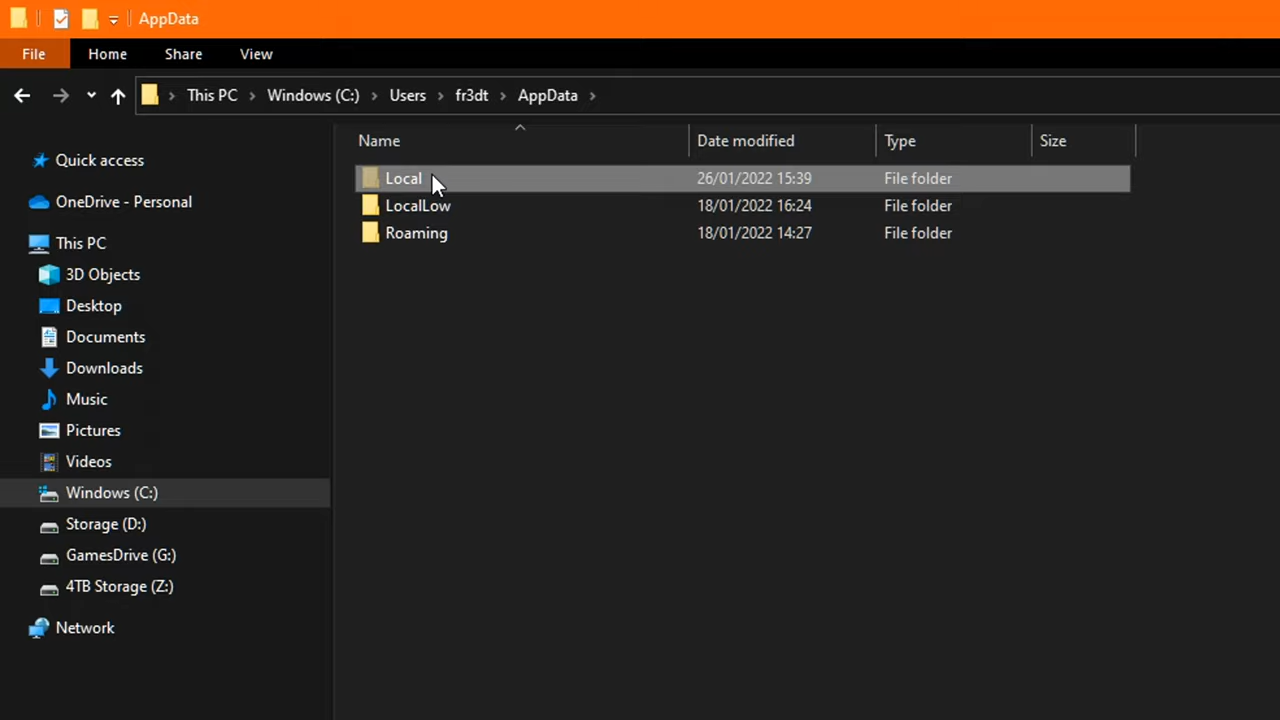 AppData
File Home Share View
This PC Windows (C:) Users fr3dt AppData
Name Date modified Type Size
Quick access
Local 26/01/2022 15:39 File folder
OneDrive - Personal
LocalLow 18/01/2022 16:24 File folder
This PC
Roaming 18/01/2022 14:27 File folder
3D Objects
Desktop
Documents
Downloads
Music
Pictures
Videos
Windows (C:)
Storage (D:)
GamesDrive (G:)
4TB Storage (Z:)
Network